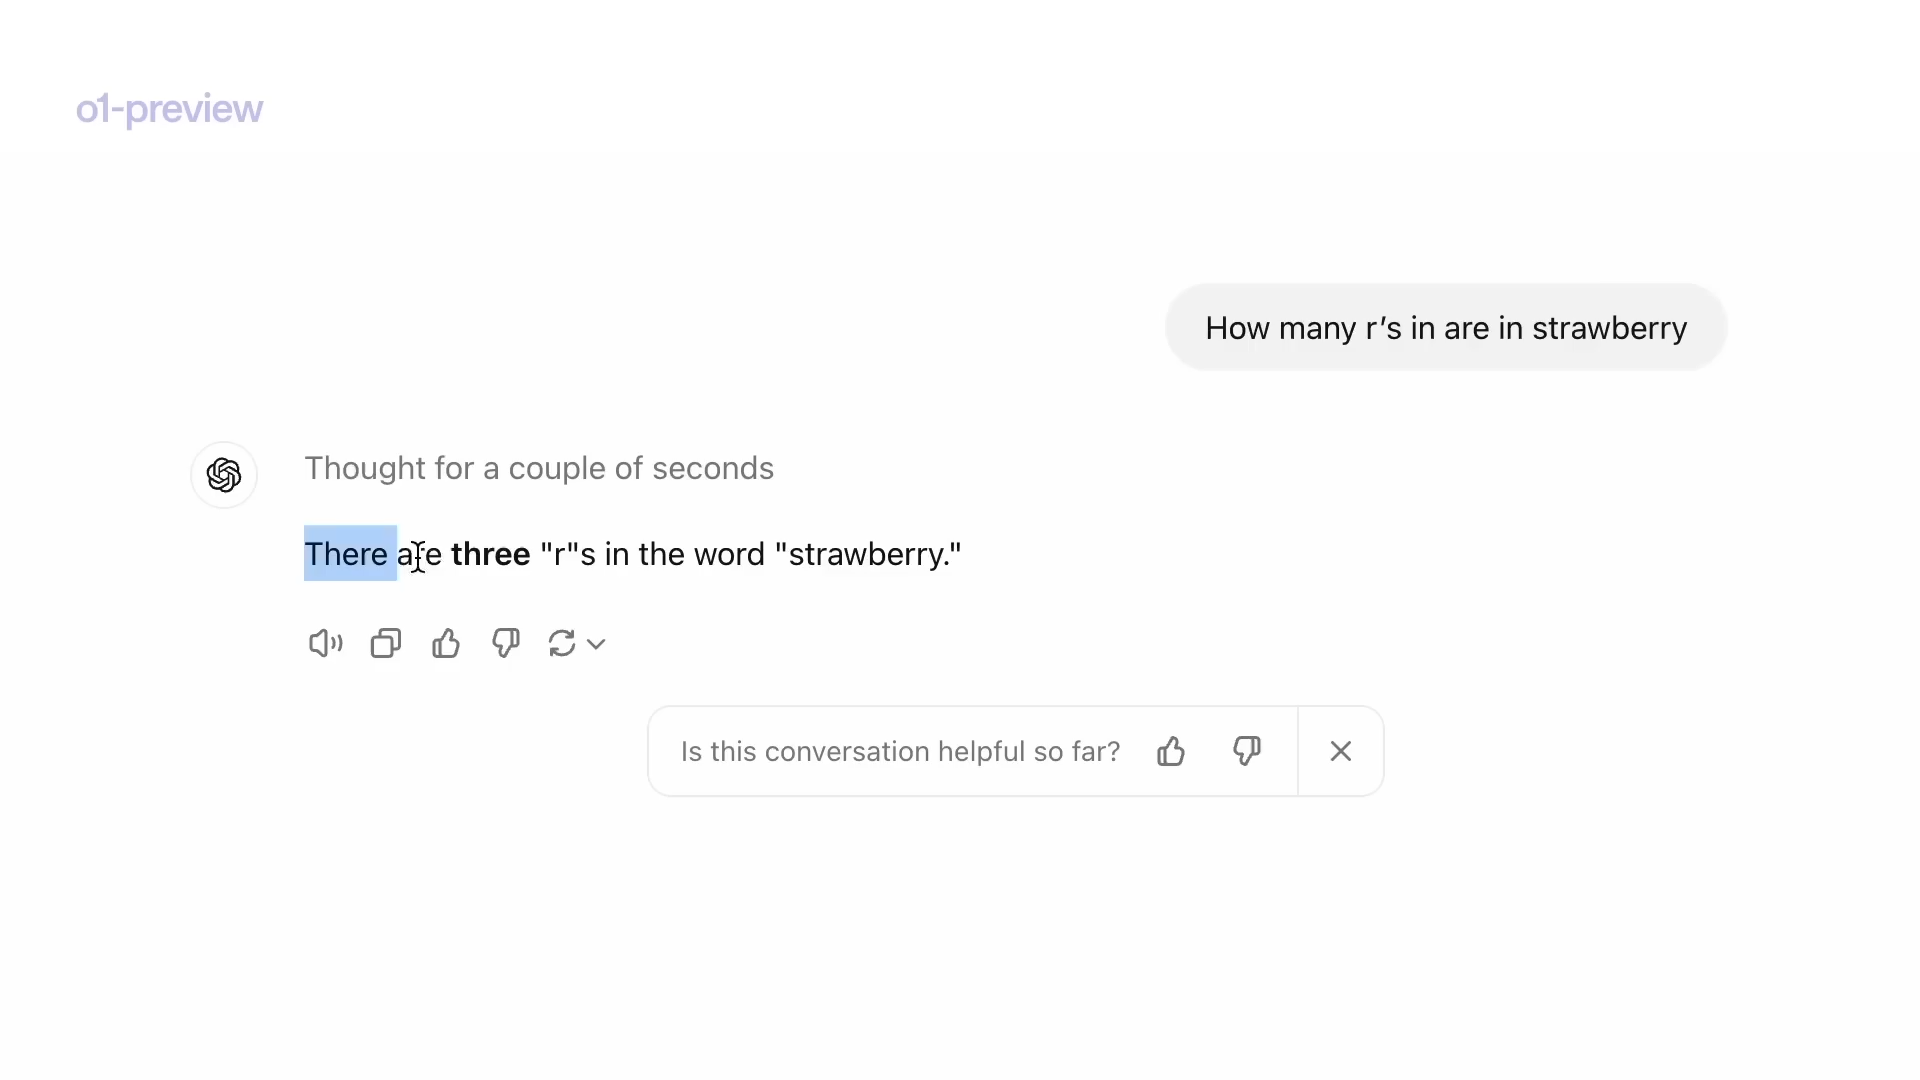 o1-preview
How many r’s in are in strawberry
Thought for a couple of seconds
There are three "r"s in the word "strawberry."
Is this conversation helpful so far?